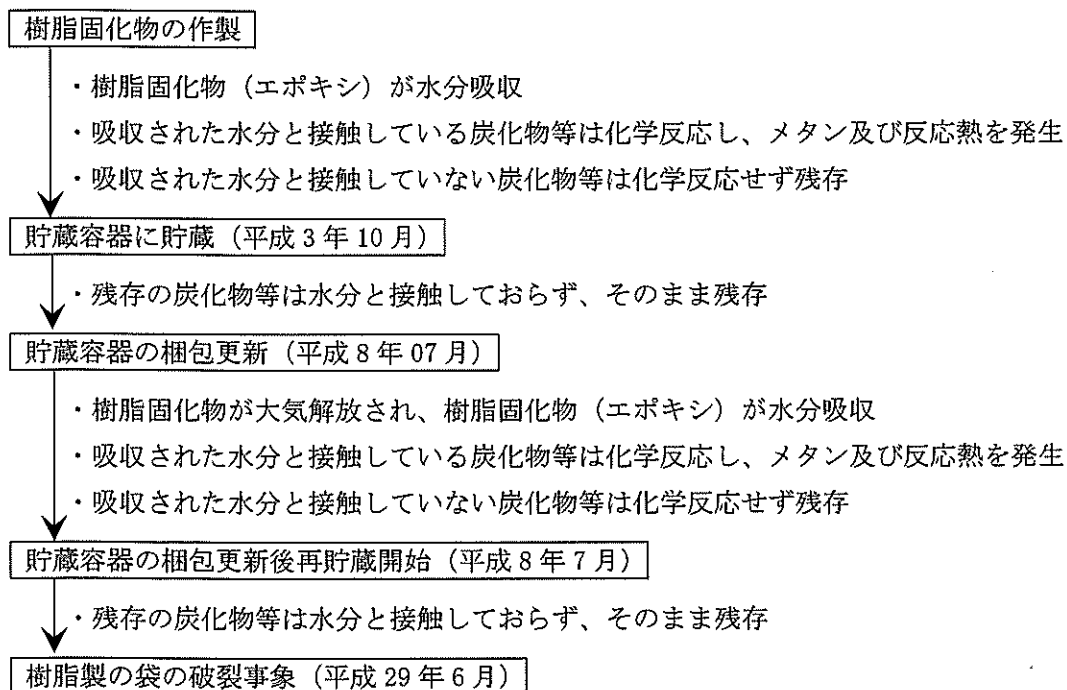 樹脂固化物の作製
・樹脂固化物（エポキシ）が水分吸収
・吸収された水分と接触している炭化物等は化学反応し、メタン及び反応熱を発生
・吸収された水分と接触していない炭化物等は化学反応せず残存
貯蔵容器に貯蔵（平成 3 年 10 月）
・残存の炭化物等は水分と接触しておらず、そのまま残存
貯蔵容器の梱包更新（平成 8 年 07 月）
・樹脂固化物が大気解放され、樹脂固化物（エポキシ）が水分吸収
・吸収された水分と接触している炭化物等は化学反応し、メタン及び反応熱を発生
・吸収された水分と接触していない炭化物等は化学反応せず残存
貯蔵容器の梱包更新後再貯蔵開始（平成 8 年 7 月）
・残存の炭化物等は水分と接触しておらず、そのまま残存
樹脂製の袋の破裂事象（平成 29 年 6 月）